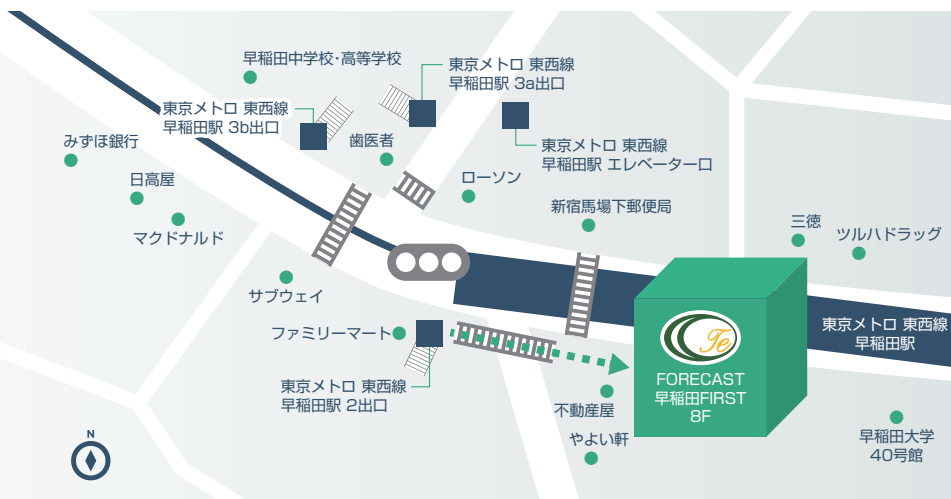 早稲田中学校・高等学校
東京メトロ 東西線
早稲田駅 3a出口
東京メトロ 東西線
早稲田駅 3b出口
みずほ銀行
歯医者
東京メトロ 東西線
早稲田駅 エレベーター口
日高屋
ローソン
新宿馬場下郵便局
マクドナルド
三徳
ツルハドラッグ
サブウェイ
ファミリーマート
東京メトロ 東西線
早稲田駅
Te
FORECAST
早稲田FIRST
8F
東京メトロ 東西線
早稲田駅 2出口
不動産屋
やよい軒
早稲田大学
40号館
N